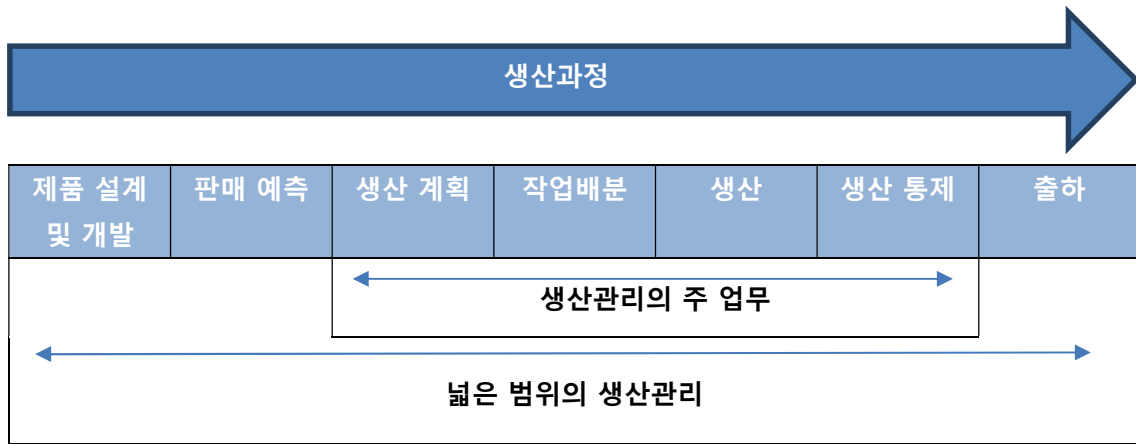 생산과정
제품 설계 판매 예측 생산 계획 작업배분 생산 생산 통제 출하
및 개발
생산관리의 주 업무
넓은 범위의 생산관리